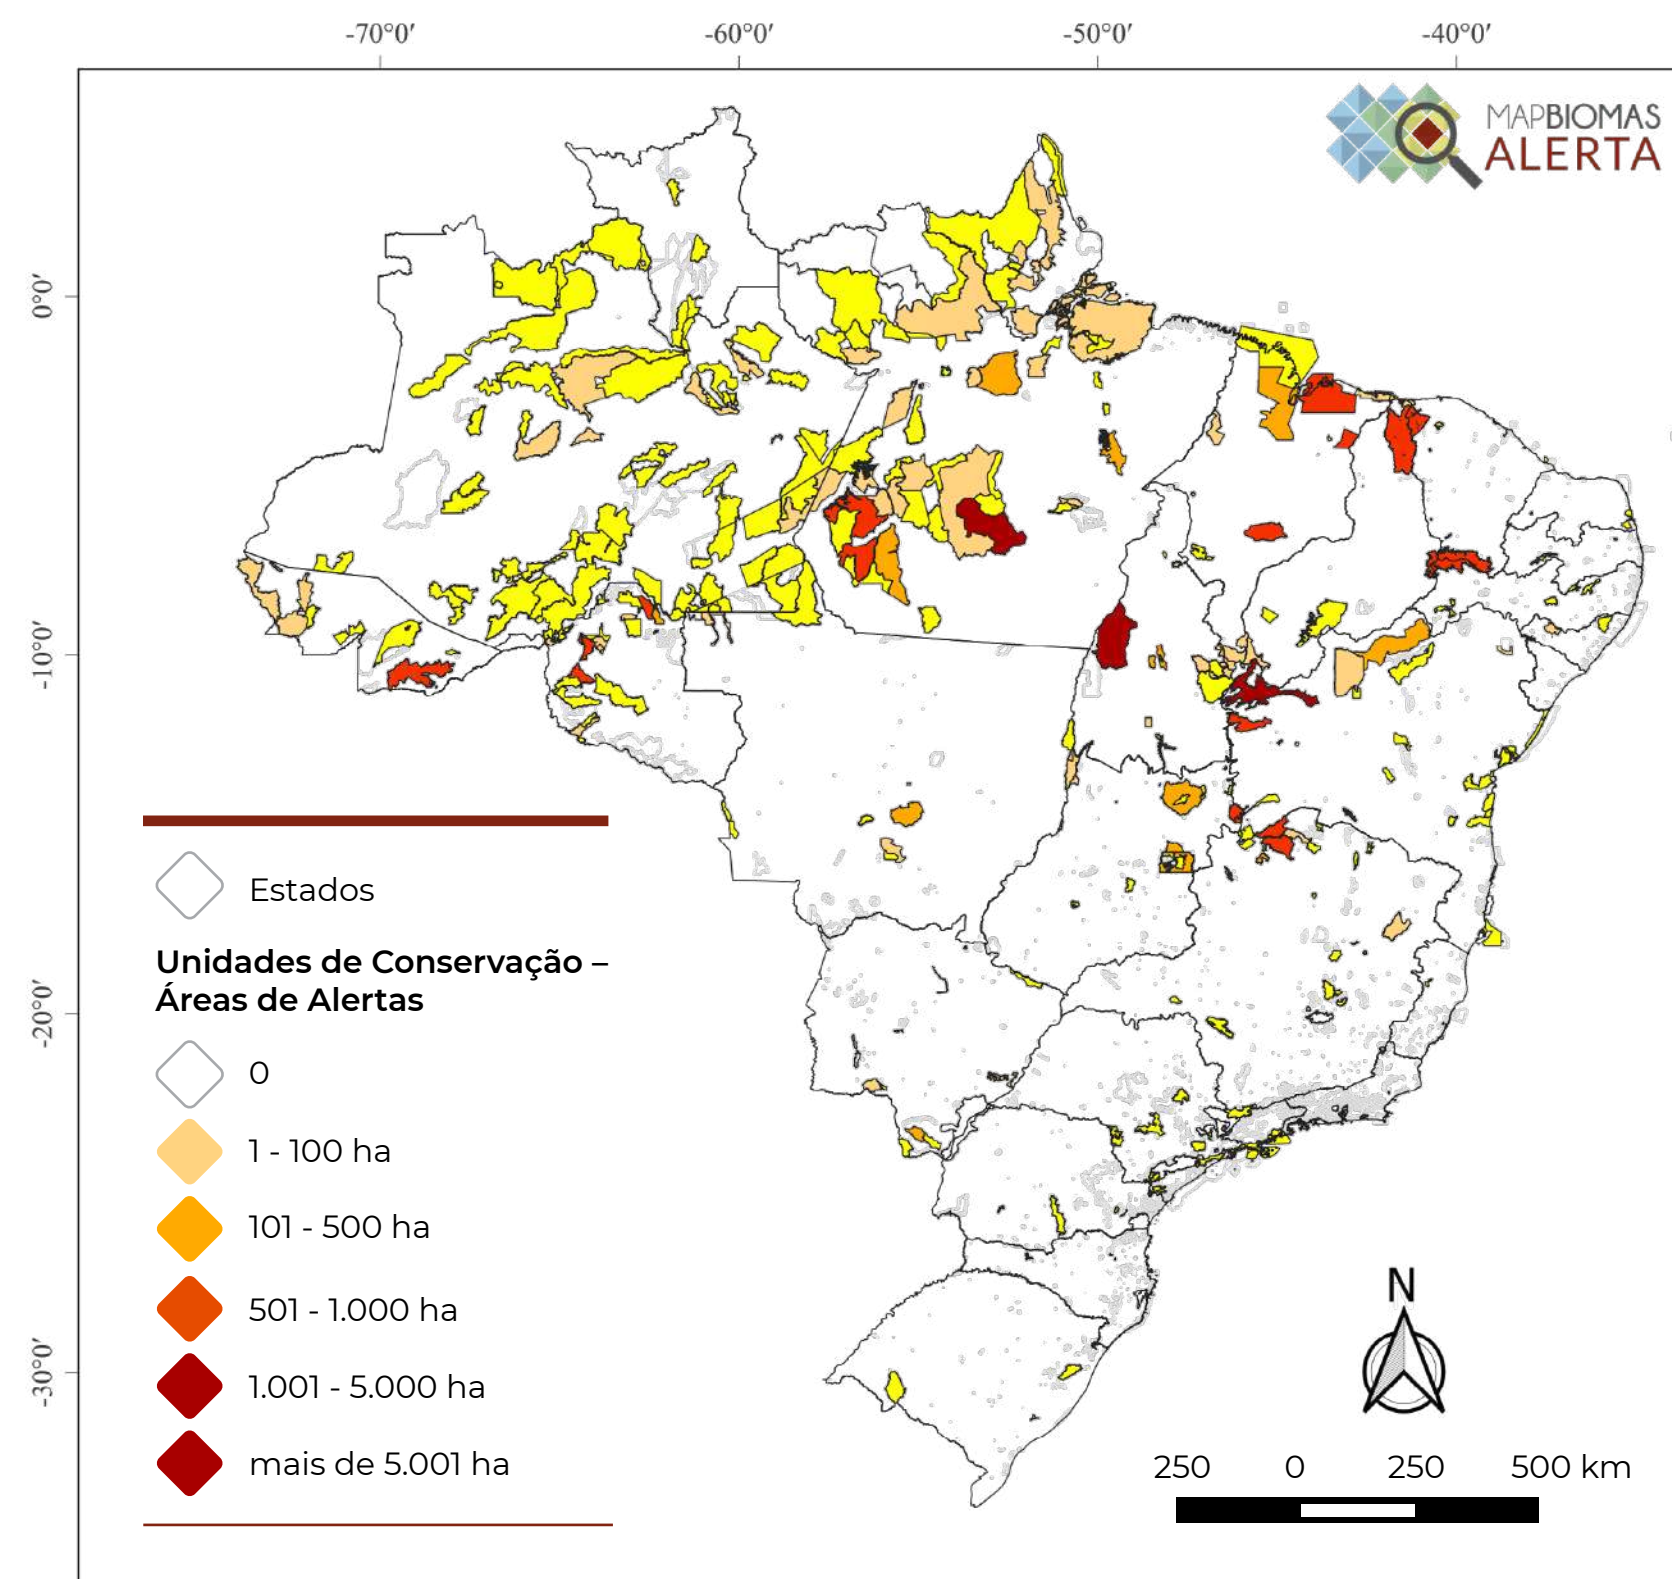 -70°0′ -60°0′ -50°0′ -40°0′
MAPBIOMAS
ALERTA
0°0′
-10°0′
-20°0′
-30°0′
Estados
Unidades de Conservação –
Áreas de Alertas
0
1 - 100 ha
101 - 500 ha
501 - 1.000 ha
1.001 - 5.000 ha
mais de 5.001 ha
N
250 0 250 500 km